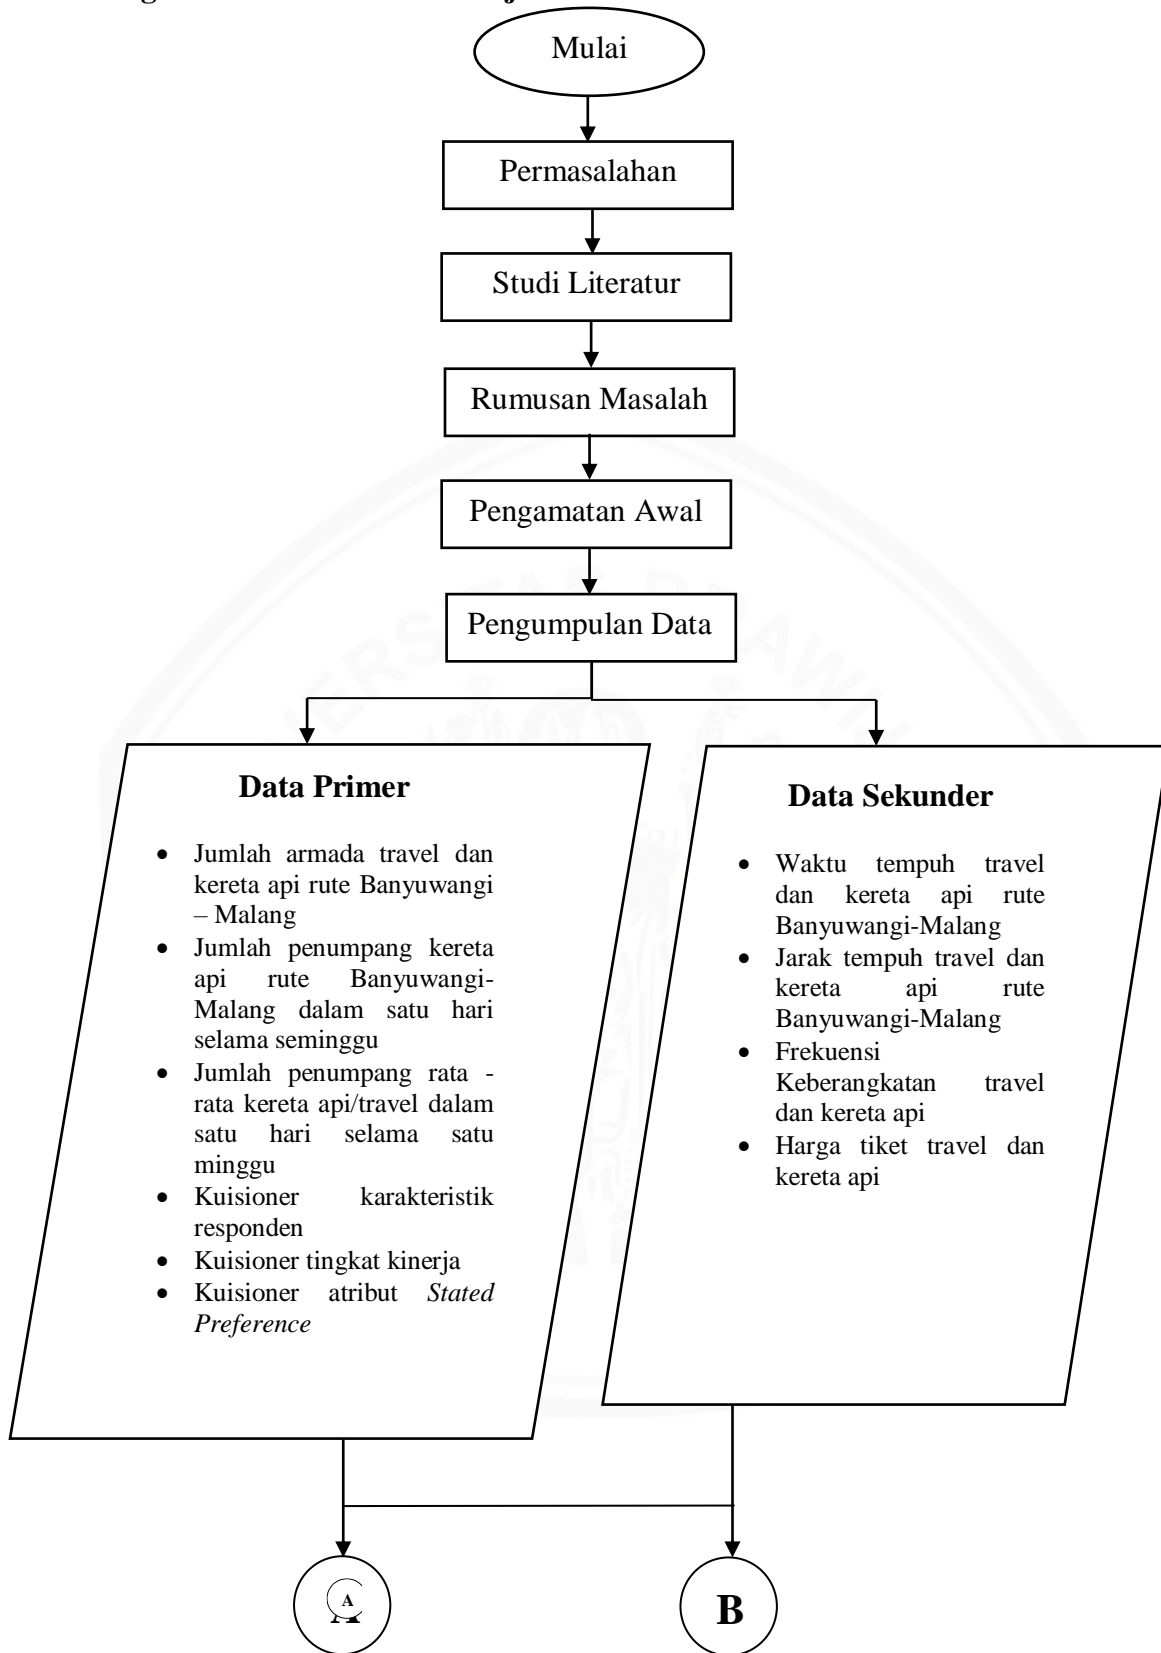 Mulai
Permasalahan
Studi Literatur
Rumusan Masalah
Pengamatan Awal
Pengumpulan Data
Data Primer
• Jumlah armada travel dan
kereta api rute Banyuwangi
– Malang
• Jumlah penumpang kereta
api rute Banyuwangi-
Malang dalam satu hari
selama seminggu
• Jumlah penumpang rata -
rata kereta api/travel dalam
satu hari selama satu
minggu
• Kuisioner karakteristik
responden
• Kuisioner tingkat kinerja
• Kuisioner atribut Stated
Preference
Data Sekunder
• Waktu tempuh travel
dan kereta api rute
Banyuwangi-Malang
• Jarak tempuh travel dan
kereta api rute
Banyuwangi-Malang
• Frekuensi
Keberangkatan travel
dan kereta api
• Harga tiket travel dan
kereta api
A
B